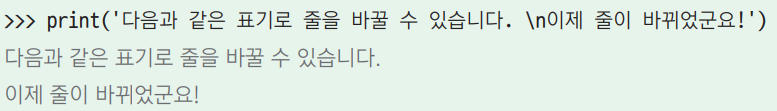 >>> print('다음과 같은 표기로 줄을 바꿀 수 있습니다. \n이제 줄이 바뀌었군요!')
다음과 같은 표기로 줄을 바꿀 수 있습니다.
이제 줄이 바뀌었군요!